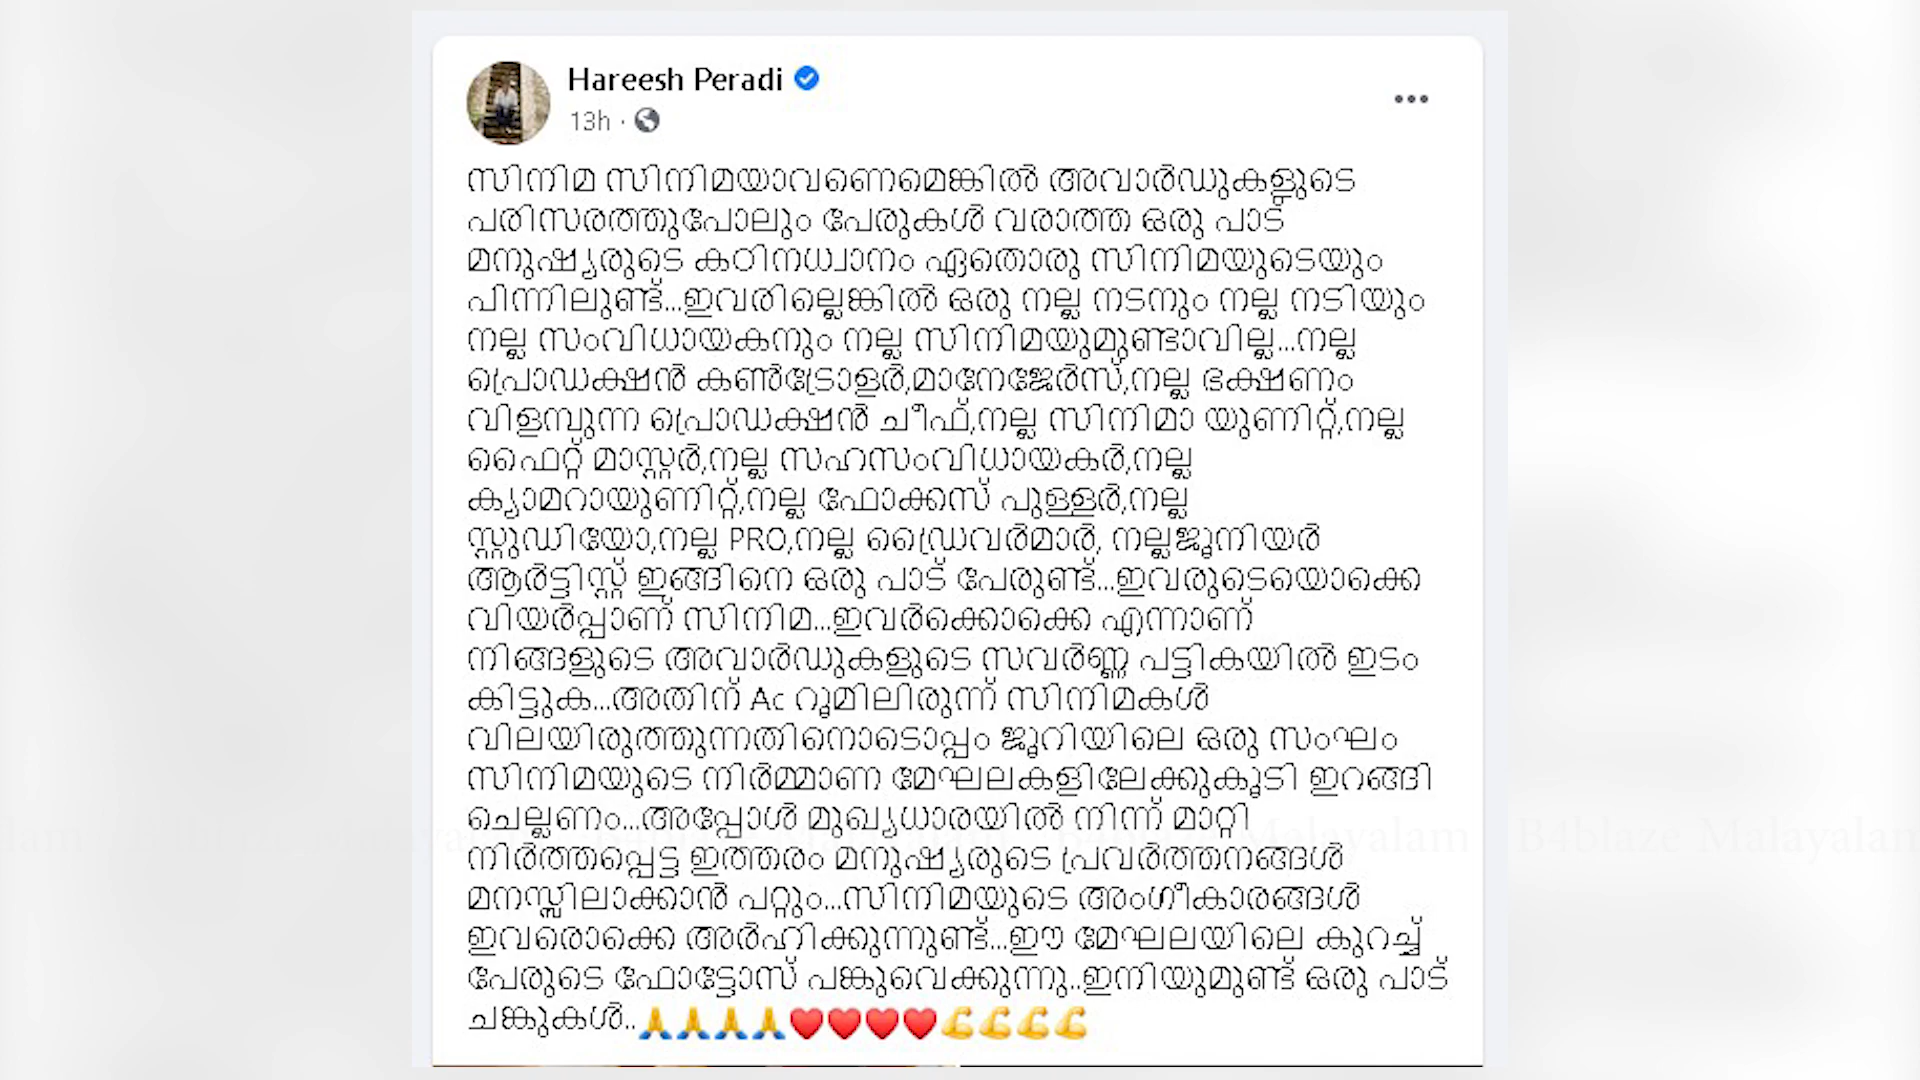 Hareesh Peradi
13h ·
സിനിമ സിനിമയാവണെമെങ്കിൽ അവാർഡുകളുടെ
പരിസരത്തുപോലും പേരുകൾ വരാത്ത ഒരു പാട്
മനുഷ്യരുടെ കഠിനധ്വാനം ഏതൊരു സിനിമയുടെയും
പിന്നിലുണ്ട്...ഇവരില്ലെങ്കിൽ ഒരു നല്ല നടനും നല്ല നടിയും
നല്ല സംവിധായകനും നല്ല സിനിമയുമുണ്ടാവില്ല...നല്ല
പ്രൊഡക്ഷൻ കൺട്രോളർ,മാനേജേർസ്,നല്ല ഭക്ഷണം
വിളമ്പുന്ന പ്രൊഡക്ഷൻ ചീഫ്,നല്ല സിനിമാ യുണിറ്റ്,നല്ല
ഫൈറ്റ് മാസ്റ്റർ,നല്ല സഹസംവിധായകർ,നല്ല
ക്യാമറായുണിറ്റ്,നല്ല ഫോക്കസ് പുള്ളർ,നല്ല
സ്റ്റുഡിയോ,നല്ല PRO,നല്ല ഡ്രൈവർമാർ, നല്ലജൂനിയർ
ആർട്ടിസ്റ്റ് ഇങ്ങിനെ ഒരു പാട് പേരുണ്ട്...ഇവരുടെയൊക്കെ
വിയർപ്പാണ് സിനിമ...ഇവർക്കൊക്കെ എന്നാണ്
നിങ്ങളുടെ അവാർഡുകളുടെ സവർണ്ണ പട്ടികയിൽ ഇടം
കിട്ടുക...അതിന് Ac റൂമിലിരുന്ന് സിനിമകൾ
വിലയിരുത്തുന്നതിനൊടൊപ്പം ജൂറിയിലെ ഒരു സംഘം
സിനിമയുടെ നിർമ്മാണ മേഘലകളിലേക്കുകൂടി ഇറങ്ങി
ചെല്ലണം...അപ്പോൾ മുഖ്യധാരയിൽ നിന്ന് മാറ്റി
നിർത്തപ്പെട്ട ഇത്തരം മനുഷ്യരുടെ പ്രവർത്തനങ്ങൾ
മനസ്സിലാക്കാൻ പറ്റും...സിനിമയുടെ അംഗീകാരങ്ങൾ
ഇവരൊക്കെ അർഹിക്കുന്നുണ്ട്...ഈ മേഘലയിലെ കുറച്ച്
പേരുടെ ഫോട്ടോസ് പങ്കുവെക്കുന്നു..ഇനിയുമുണ്ട് ഒരു പാട്
ചങ്കുകൾ..🙏🙏🙏🙏❤️❤️❤️❤️💪💪💪💪
B4blaze Malayalam